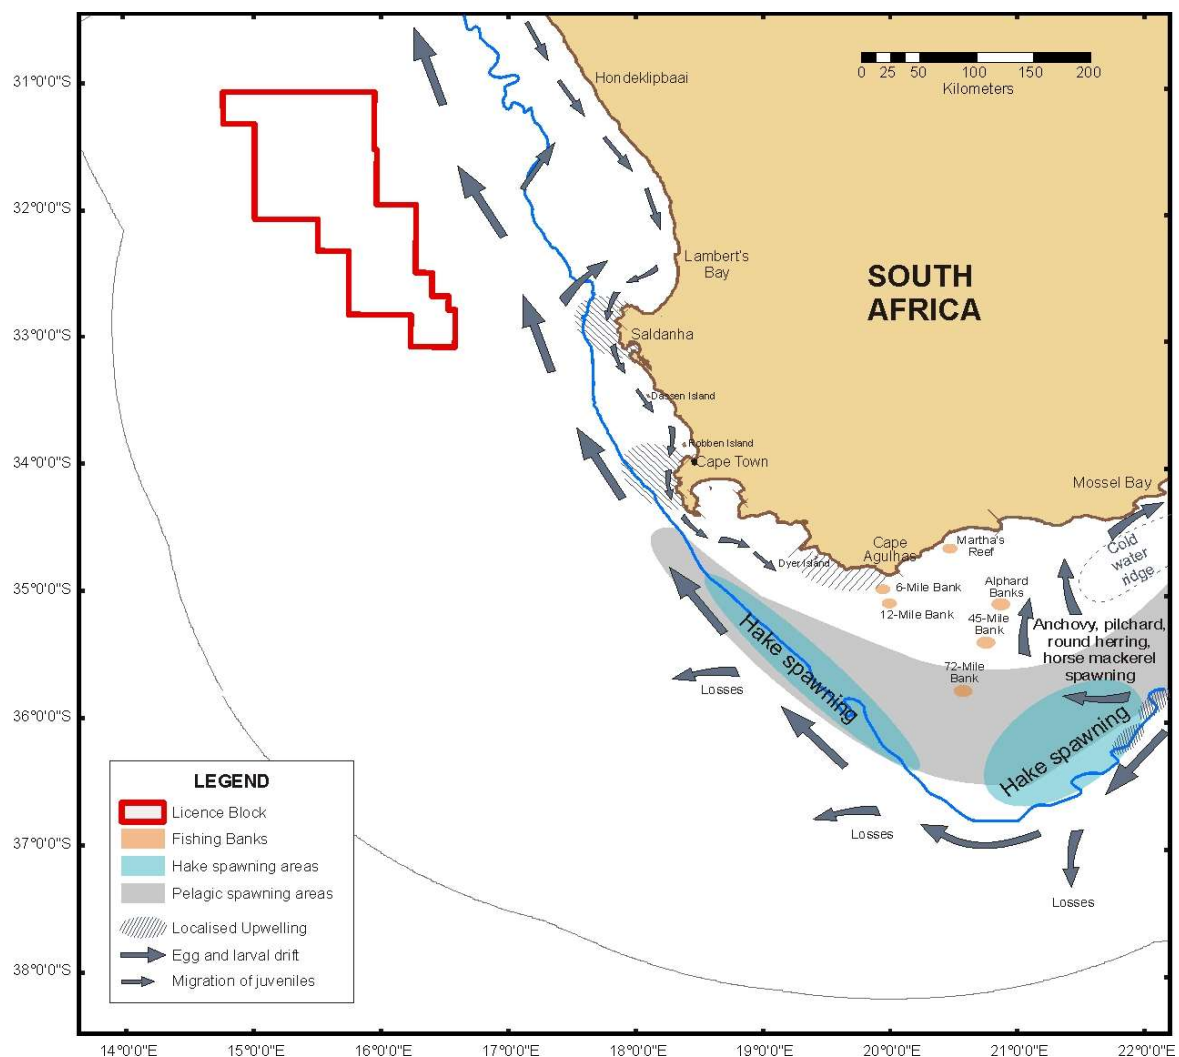 31°0'0"S
32°0'0"S
33°0'0"S
34°0'0"S
35°0'0"S
36°0'0"S
37°0'0"S
38°0'0"S
0 25 50 100 150 200
Kilometers
Hondeklipbaai
Lambert's
Bay
SOUTH
AFRICA
Saldanha
Dassen Island
Robben Island
Cape Town
Mossel Bay
Cape
Agulhas
Martha's
Reef
Cold
water
ridge
Dyer Island
6-Mile Bank
12-Mile Bank
Alphard
Banks
45-Mile
Bank
72-Mile
Bank
Anchovy, pilchard,
round herring,
horse mackerel
spawning
Hake spawning
Hake spawning
Losses
Losses
Losses
LEGEND
Licence Block
Fishing Banks
Hake spawning areas
Pelagic spawning areas
Localised Upwelling
Egg and larval drift
Migration of juveniles
14°0'0"E 15°0'0"E 16°0'0"E 17°0'0"E 18°0'0"E 19°0'0"E 20°0'0"E 21°0'0"E 22°0'0"E